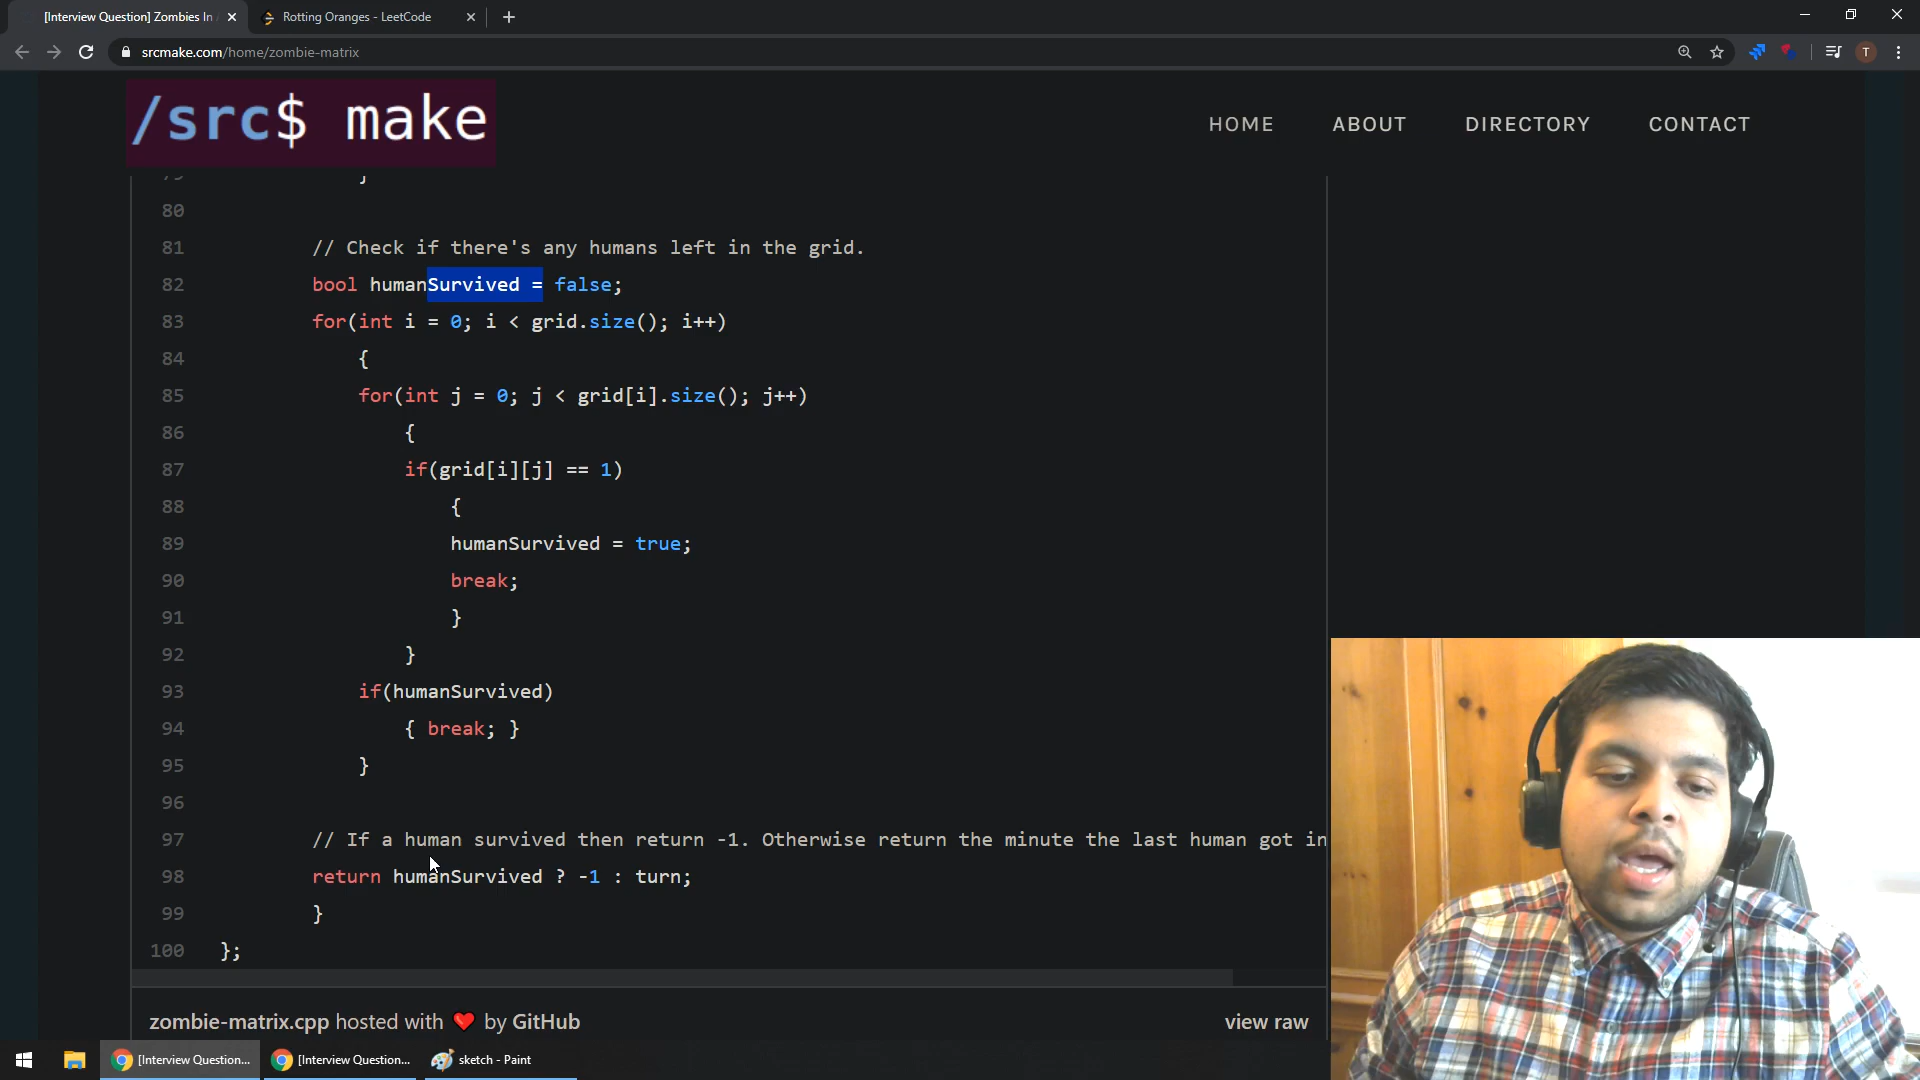 [Interview Question] Zombies In
Rotting Oranges - LeetCode
srcmake.com/home/zombie-matrix
T
/src$ make
HOME
ABOUT
DIRECTORY
CONTACT
79 }
80
81 // Check if there's any humans left in the grid.
82 bool humanSurvived = false;
83 for(int i = 0; i < grid.size(); i++)
84 {
85 for(int j = 0; j < grid[i].size(); j++)
86 {
87 if(grid[i][j] == 1)
88 {
89 humanSurvived = true;
90 break;
91 }
92 }
93 if(humanSurvived)
94 { break; }
95 }
96
97 // If a human survived then return -1. Otherwise return the minute the last human got in
98 return humanSurvived ? -1 : turn;
99 }
100 };
zombie-matrix.cpp hosted with ❤ by GitHub
view raw
[Interview Question...
[Interview Question...
sketch - Paint